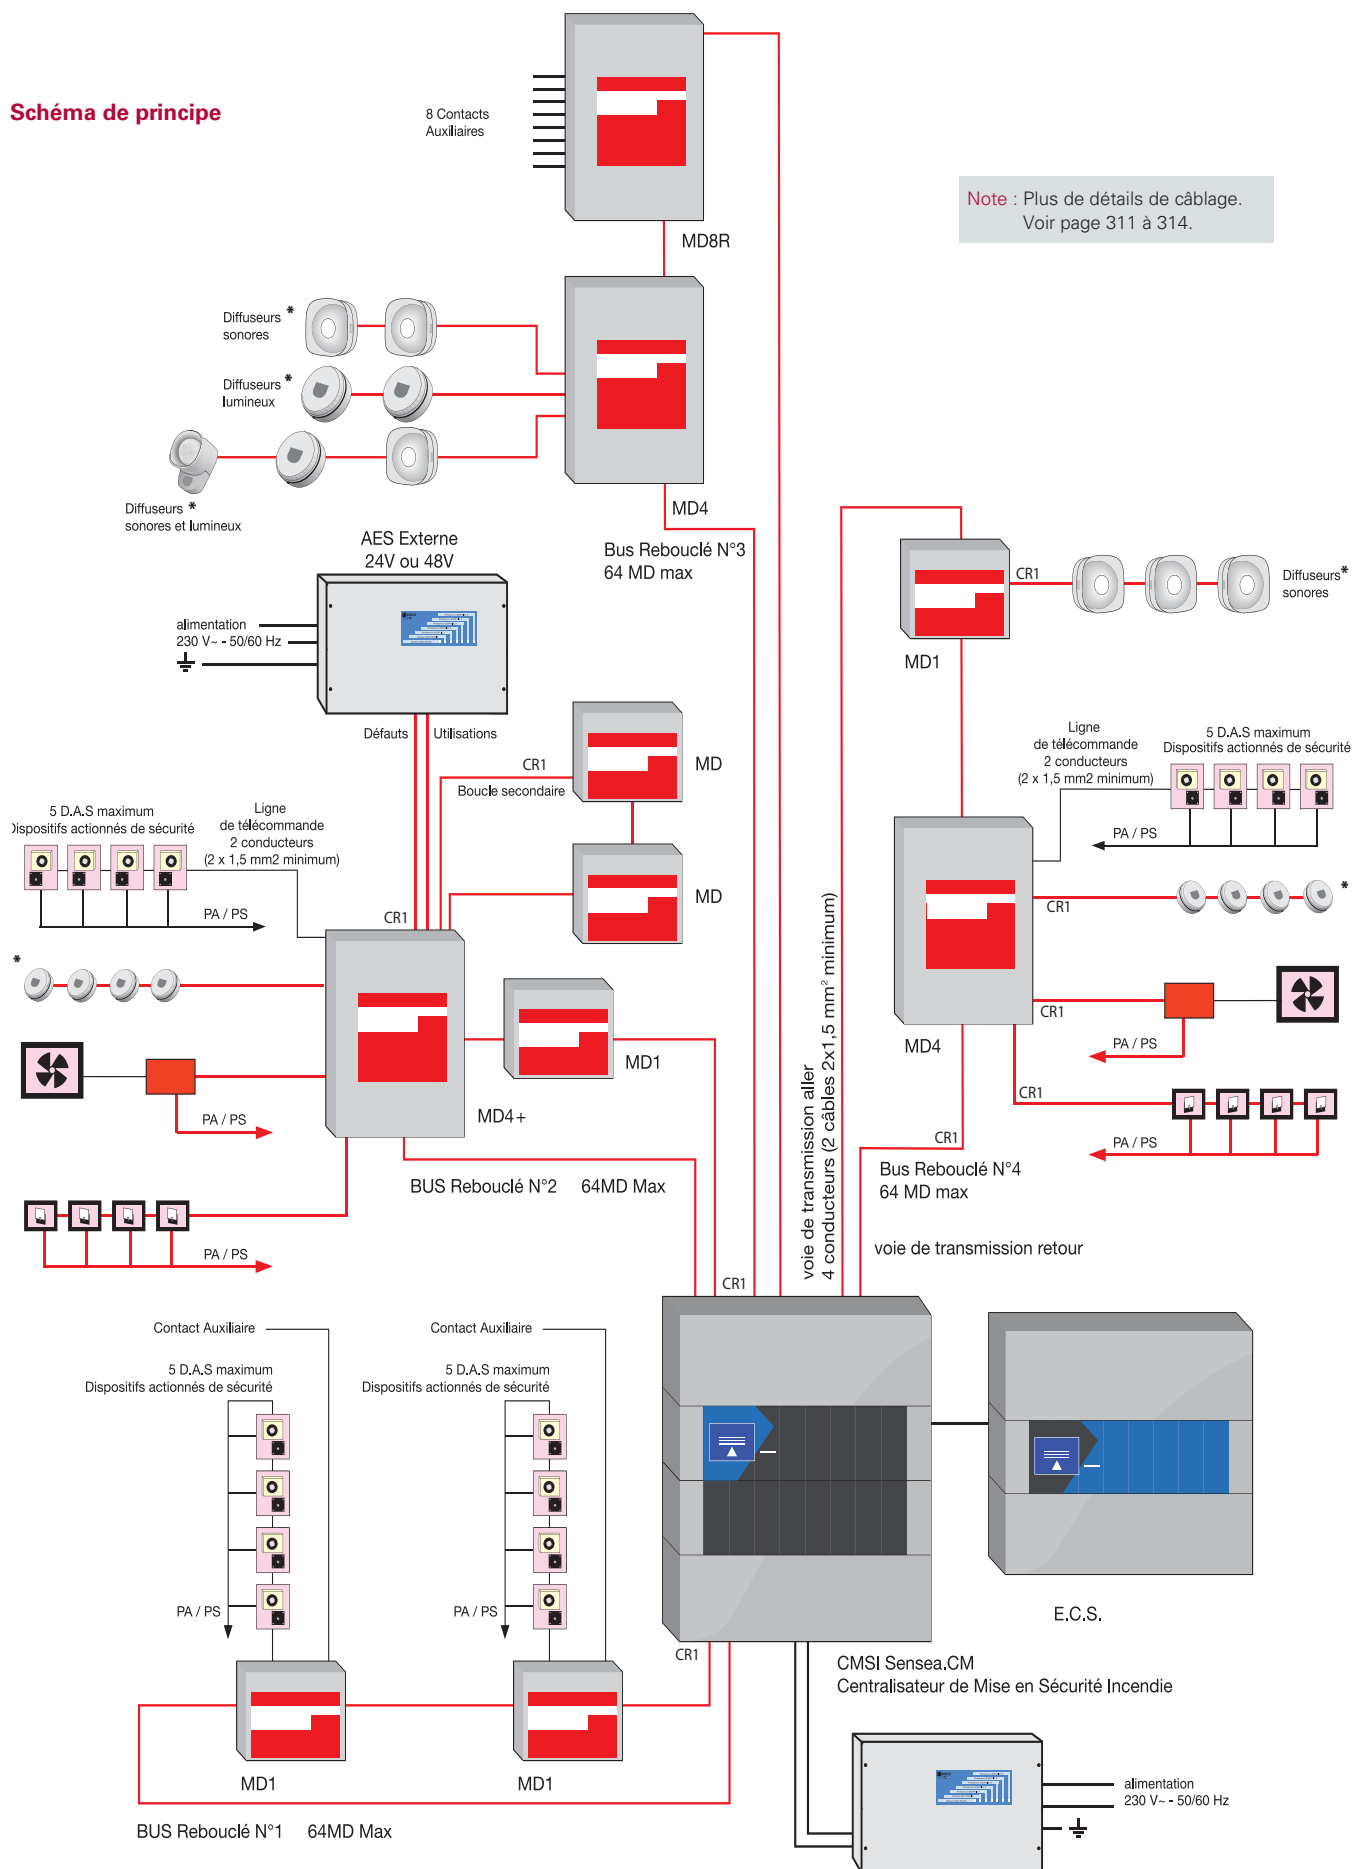 Schéma de principe
8 Contacts
Auxiliaires
MD8R
Note : Plus de détails de câblage.
Voir page 311 à 314.
Diffuseurs *
sonores
Diffuseurs *
lumineux
Diffuseurs *
sonores et lumineux
MD4
Bus Rebouclé N°3
64 MD max
AES Externe
24V ou 48V
alimentation
230 V~ - 50/60 Hz
Défauts
Utilisations
CR1
Boucle secondaire
MD
MD
CR1
5 D.A.S maximum
Dispositifs actionnés de sécurité
Ligne
de télécommande
2 conducteurs
(2 x 1,5 mm2 minimum)
PA / PS
*
PA / PS
PA / PS
MD4+
MD1
BUS Rebouclé N°2 64MD Max
CR1
voie de transmission aller
4 conducteurs (2 câbles 2x1,5 mm² minimum)
CR1
Diffuseurs*
sonores
MD1
Ligne
de télécommande
2 conducteurs
(2 x 1,5 mm2 minimum)
5 D.A.S maximum
Dispositifs actionnés de sécurité
PA / PS
CR1
*
CR1
PA / PS
MD4
CR1
PA / PS
CR1
Bus Rebouclé N°4
64 MD max
voie de transmission retour
Contact Auxiliaire
5 D.A.S maximum
Dispositifs actionnés de sécurité
PA / PS
MD1
Contact Auxiliaire
5 D.A.S maximum
Dispositifs actionnés de sécurité
PA / PS
MD1
CR1
BUS Rebouclé N°1 64MD Max
E.C.S.
CMSI Sensea.CM
Centralisateur de Mise en Sécurité Incendie
alimentation
230 V~ - 50/60 Hz